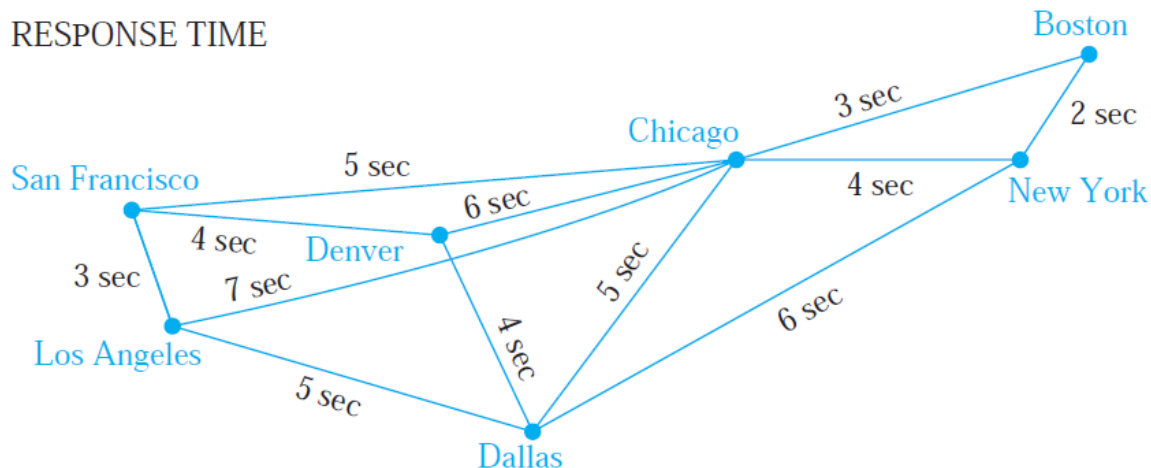 RESPONSE TIME
Boston
3 sec
2 sec
Chicago
5 sec
San Francisco
6 sec
4 sec
New York
4 sec
Denver
3 sec
7 sec
5 sec
6 sec
Los Angeles
4 sec
5 sec
Dallas